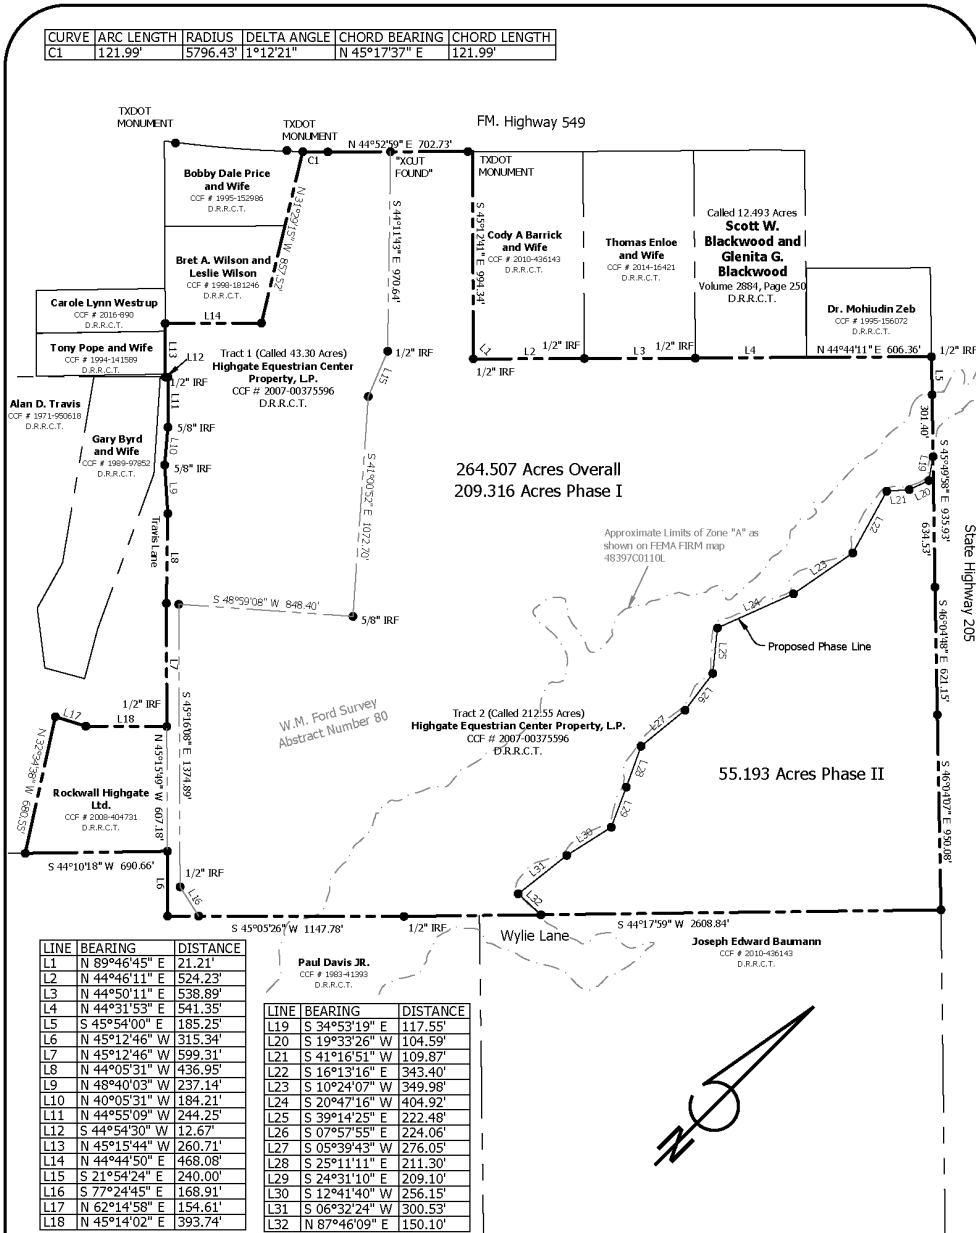 CURVE ARC LENGTH RADIUS DELTA ANGLE CHORD BEARING CHORD LENGTH
C1 121.99' 5796.43' 1°12'21" N 45°17'37" E 121.99'
FM. Highway 549
TXDOT
MONUMENT
TXDOT
MONUMENT
C1
N 44°52'59" E 702.73'
"XCUT
FOUND"
TXDOT
MONUMENT
Bobby Dale Price
and Wife
CCF # 1995-152986
D.R.R.C.T.
N 31°29'15" W 857.52'
S 44°11'43" E 970.64'
S 45°12'41" E 994.34'
Cody A Barrick
and Wife
CCF # 2010-436143
D.R.R.C.T.
Thomas Enloe
and Wife
CCF # 2014-16421
D.R.R.C.T.
Called 12.493 Acres
Scott W.
Blackwood and
Glenita G.
Blackwood
Volume 2884, Page 250
D.R.R.C.T.
Bret A. Wilson and
Leslie Wilson
CCF # 1998-181246
D.R.R.C.T.
Carole Lynn Westrup
CCF # 2016-890
D.R.R.C.T.
L14
Dr. Mohiudin Zeb
CCF # 1995-156072
D.R.R.C.T.
Tony Pope and Wife
CCF # 1994-141589
D.R.R.C.T.
L13
L12
1/2" IRF
Tract 1 (Called 43.30 Acres)
Highgate Equestrian Center
Property, L.P.
CCF # 2007-00375596
D.R.R.C.T.
1/2" IRF
L15
L1
1/2" IRF
L2
1/2" IRF
L3
1/2" IRF
L4
N 44°44'11" E 606.36'
1/2" IRF
L5
Alan D. Travis
CCF # 1971-950618
D.R.R.C.T.
L11
5/8" IRF
L10
Gary Byrd
and Wife
CCF # 1989-97852
D.R.R.C.T.
5/8" IRF
L9
Travis Lane
L8
S 41°00'52" E 1072.70'
264.507 Acres Overall
209.316 Acres Phase I
301.40'
S 45°49'58" E 935.93'
634.53'
L19
L20
L21
L22
L23
L24
State Highway 205
Approximate Limits of Zone "A" as
shown on FEMA FIRM map
48397C0110L
S 48°59'08" W 848.40'
5/8" IRF
Proposed Phase Line
L25
L26
L27
L28
L29
L30
L31
L32
S 46°04'48" E 621.15'
S 46°04'07" E 950.08'
L7
S 45°16'08" E 1374.89'
W.M. Ford Survey
Abstract Number 80
Tract 2 (Called 212.55 Acres)
Highgate Equestrian Center Property, L.P.
CCF # 2007-00375596
D.R.R.C.T.
55.193 Acres Phase II
L17
L18
1/2" IRF
N 32°34'38" W 680.55'
N 45°15'49" W 607.18'
Rockwall Highgate
Ltd.
CCF # 2008-404731
D.R.R.C.T.
S 44°10'18" W 690.66'
L6
1/2" IRF
L16
S 45°05'26" W 1147.78'
1/2" IRF
Wylie Lane
S 44°17'59" W 2608.84'
Paul Davis JR.
CCF # 1983-41393
D.R.R.C.T.
Joseph Edward Baumann
CCF # 2010-436143
D.R.R.C.T.
LINE BEARING DISTANCE
L1 N 89°46'45" E 21.21'
L2 N 44°46'11" E 524.23'
L3 N 44°50'11" E 538.89'
L4 N 44°31'53" E 541.35'
L5 S 45°54'00" E 185.25'
L6 N 45°12'46" W 315.34'
L7 N 45°12'46" W 599.31'
L8 N 44°05'31" W 436.95'
L9 N 48°40'03" W 237.14'
L10 N 40°05'31" W 184.21'
L11 N 44°55'09" W 244.25'
L12 S 44°54'30" W 12.67'
L13 N 45°15'44" W 260.71'
L14 N 44°44'50" E 468.08'
L15 S 21°54'24" E 240.00'
L16 S 77°24'45" E 168.91'
L17 N 62°14'58" E 154.61'
L18 N 45°14'02" E 393.74'
LINE BEARING DISTANCE
L19 S 34°53'19" E 117.55'
L20 S 19°33'26" W 104.59'
L21 S 41°16'51" W 109.87'
L22 S 16°13'16" E 343.40'
L23 S 10°24'07" W 349.98'
L24 S 20°47'16" W 404.92'
L25 S 39°14'25" E 222.48'
L26 S 07°57'55" E 224.06'
L27 S 05°39'43" W 276.05'
L28 S 25°11'11" E 211.30'
L29 S 24°31'10" E 209.10'
L30 S 12°41'40" W 256.15'
L31 S 06°32'24" W 300.53'
L32 N 87°46'09" E 150.10'
N